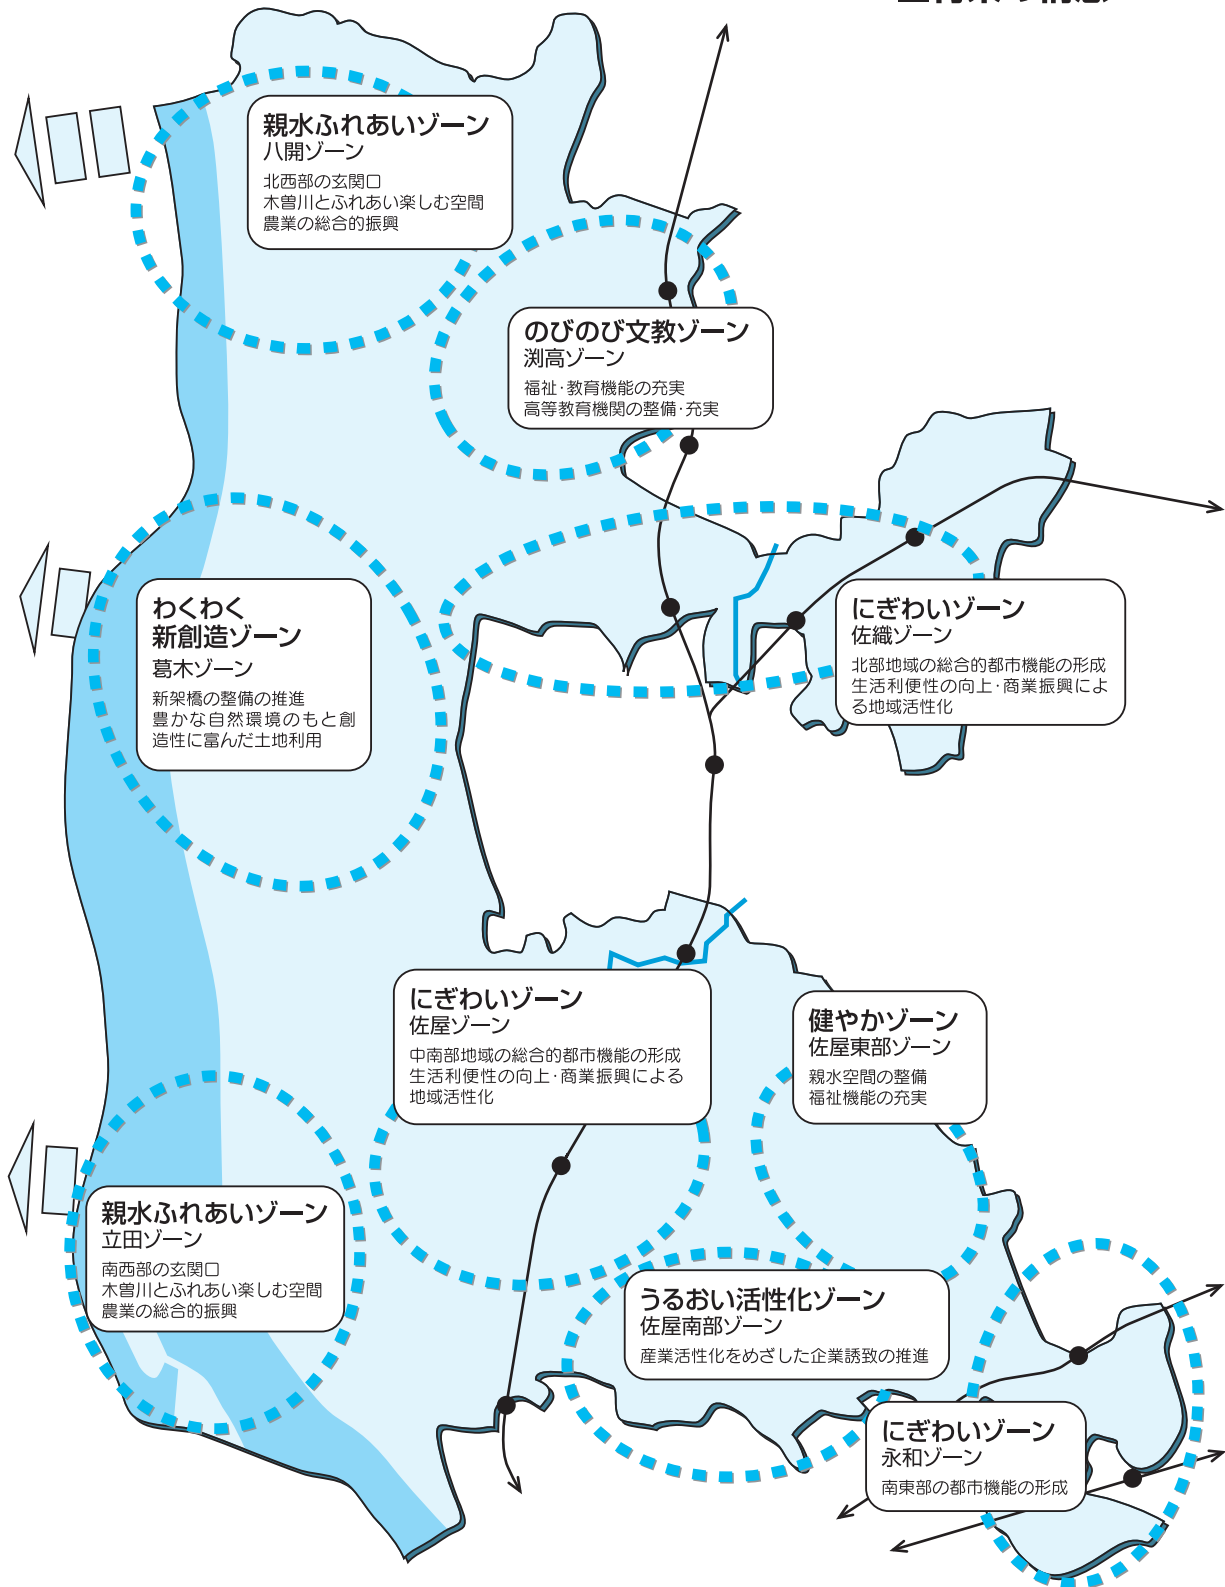 親水ふれあいゾーン
八開ゾーン
北西部の玄関口
木曽川とふれあい楽しむ空間
農業の総合的振興
のびのび文教ゾーン
渕高ゾーン
福祉・教育機能の充実
高等教育機関の整備・充実
わくわく
新創造ゾーン
葛木ゾーン
新架橋の整備の推進
豊かな自然環境のもと創
造性に富んだ土地利用
にぎわいゾーン
佐織ゾーン
北部地域の総合的都市機能の形成
生活利便性の向上・商業振興によ
る地域活性化
にぎわいゾーン
佐屋ゾーン
中南部地域の総合的都市機能の形成
生活利便性の向上・商業振興による
地域活性化
健やかゾーン
佐屋東部ゾーン
親水空間の整備
福祉機能の充実
親水ふれあいゾーン
立田ゾーン
南西部の玄関口
木曽川とふれあい楽しむ空間
農業の総合的振興
うるおい活性化ゾーン
佐屋南部ゾーン
産業活性化をめざした企業誘致の推進
にぎわいゾーン
永和ゾーン
南東部の都市機能の形成